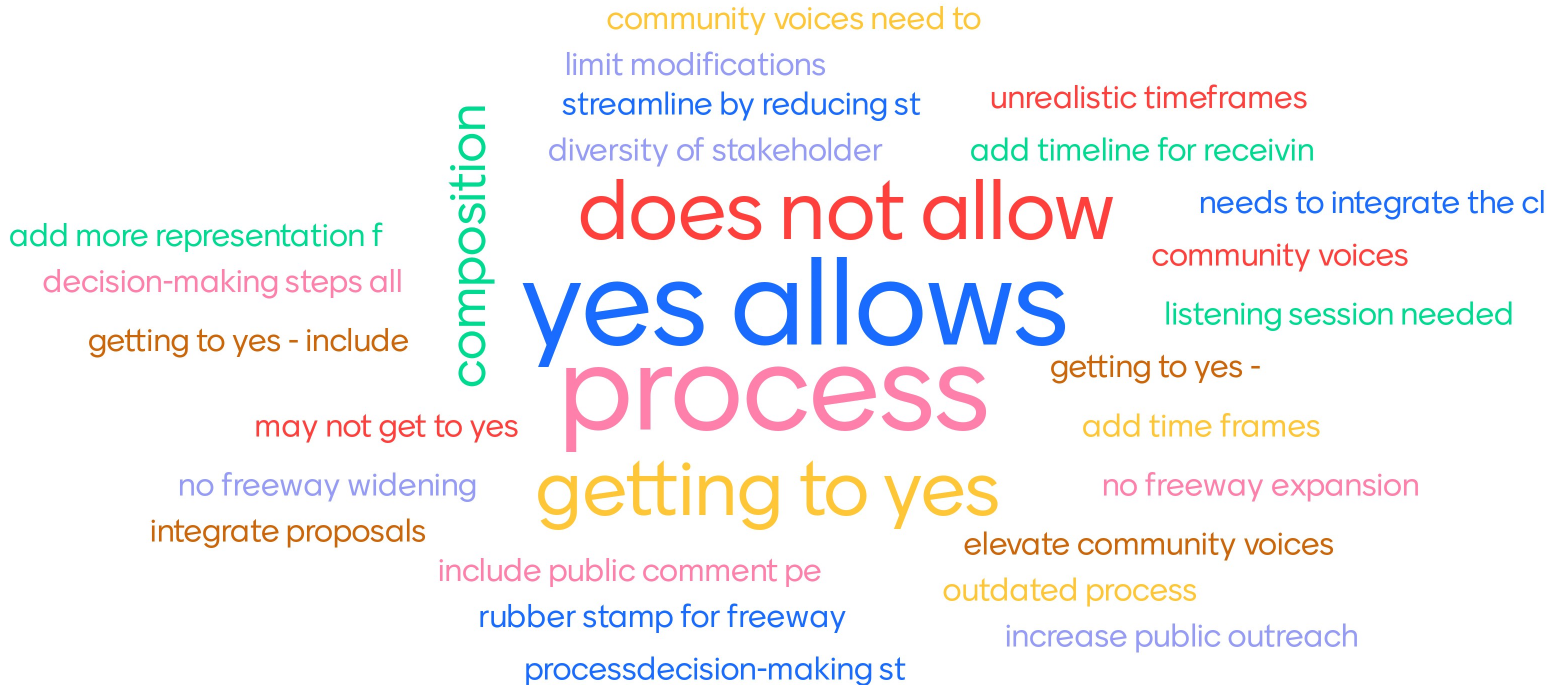 community voices need to
limit modifications
streamline by reducing st
unrealistic timeframes
diversity of stakeholder
add timeline for receivin
composition
does not allow
needs to integrate the cl
add more representation f
community voices
decision-making steps all
yes allows
listening session needed
getting to yes - include
getting to yes -
process
may not get to yes
add time frames
no freeway widening
getting to yes
no freeway expansion
integrate proposals
elevate community voices
include public comment pe
outdated process
rubber stamp for freeway
increase public outreach
processdecision-making st